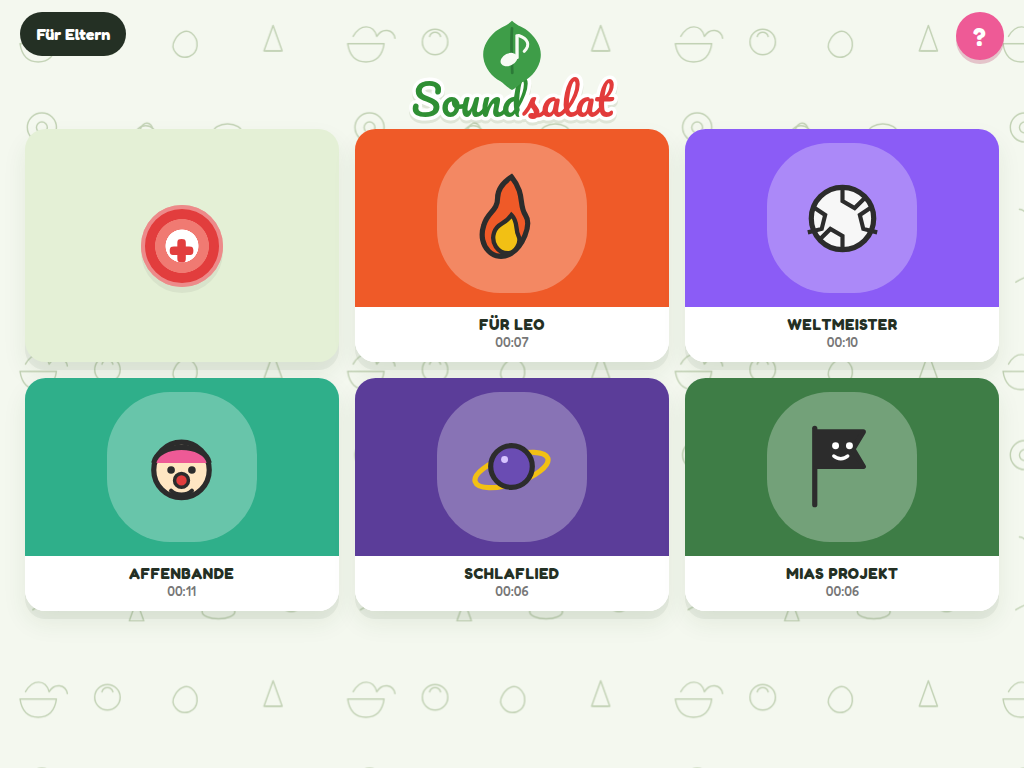 Für Eltern
?
Soundsalat
FÜR LEO
00:07
WELTMEISTER
00:10
AFFENBANDE
00:11
SCHLAFLIED
00:06
MIAS PROJEKT
00:06